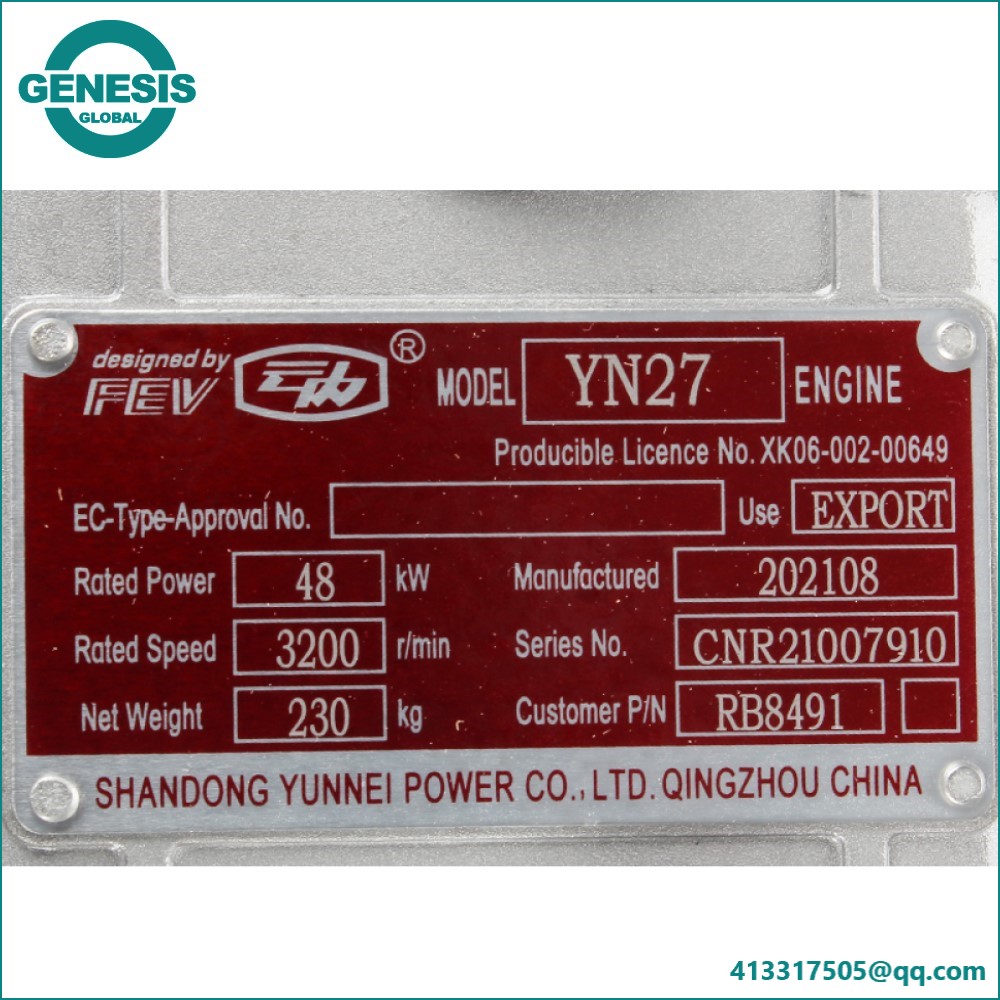 GENESIS
GLOBAL
designed by
FEV
®
MODEL YN27 ENGINE
Producible Licence No. XK06-002-00649
EC-Type-Approval No. Use EXPORT
Rated Power 48 kW Manufactured 202108
Rated Speed 3200 r/min Series No. CNR21007910
Net Weight 230 kg Customer P/N RB8491
SHANDONG YUNNEI POWER CO., LTD. QINGZHOU CHINA
413317505@qq.com